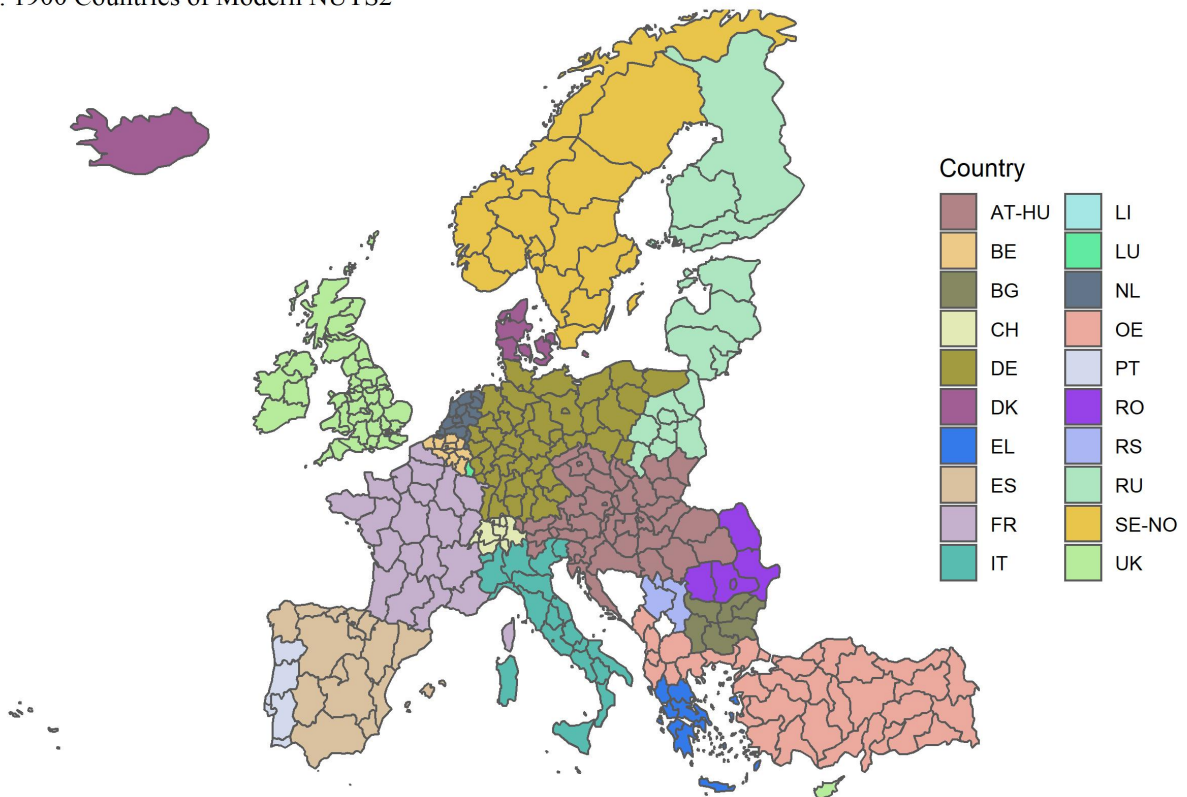 : 1900 Countries of Modern NUTS2
Country
AT-HU
BE
BG
CH
DE
DK
EL
ES
FR
IT
LI
LU
NL
OE
PT
RO
RS
RU
SE-NO
UK